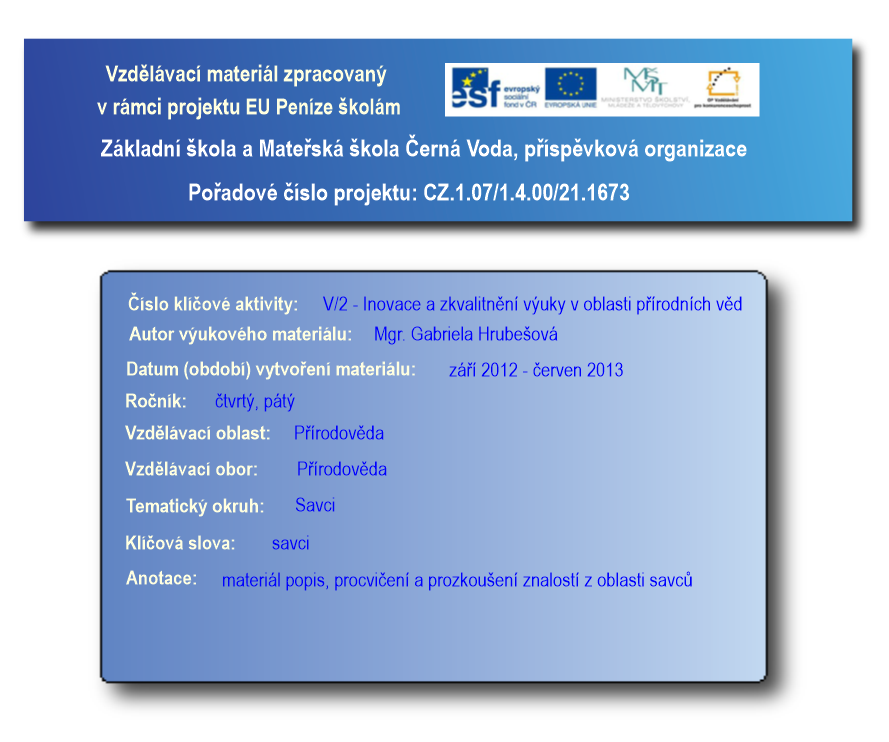 Vzdělávací materiál zpracovaný
v rámci projektu EU Peníze školám
esf evropský sociální fond v ČR
EVROPSKÁ UNIE
MINISTERSTVO ŠKOLSTVÍ,
MLÁDEŽE A TĚLOVÝCHOVY
OP Vzdělávání
pro konkurenceschopnost
Základní škola a Mateřská škola Černá Voda, příspěvková organizace
Pořadové číslo projektu: CZ.1.07/1.4.00/21.1673
Číslo klíčové aktivity: V/2 - Inovace a zkvalitnění výuky v oblasti přírodních věd
Autor výukového materiálu: Mgr. Gabriela Hrubešová
Datum (období) vytvoření materiálu: září 2012 - červen 2013
Ročník: čtvrtý, pátý
Vzdělávací oblast: Přírodověda
Vzdělávací obor: Přírodověda
Tematický okruh: Savci
Klíčová slova: savci
Anotace: materiál popis, procvičení a prozkoušení znalostí z oblasti savců